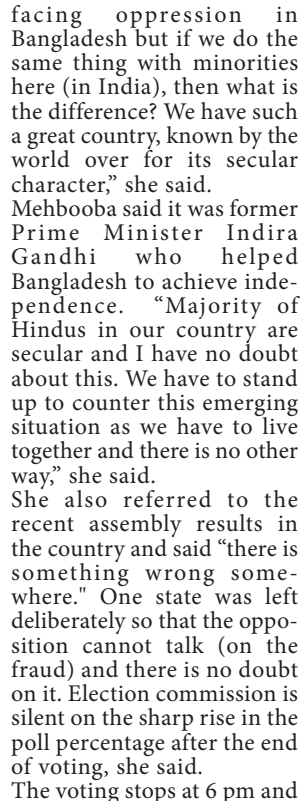 facing oppression in
Bangladesh but if we do the
same thing with minorities
here (in India), then what is
the difference? We have such
a great country, known by the
world over for its secular
character,” she said.
Mehbooba said it was former
Prime Minister Indira
Gandhi who helped
Bangladesh to achieve inde-
pendence. “Majority of
Hindus in our country are
secular and I have no doubt
about this. We have to stand
up to counter this emerging
situation as we have to live
together and there is no other
way,” she said.
She also referred to the
recent assembly results in
the country and said “there is
something wrong some-
where." One state was left
deliberately so that the oppo-
sition cannot talk (on the
fraud) and there is no doubt
on it. Election commission is
silent on the sharp rise in the
poll percentage after the end
of voting, she said.
The voting stops at 6 pm and